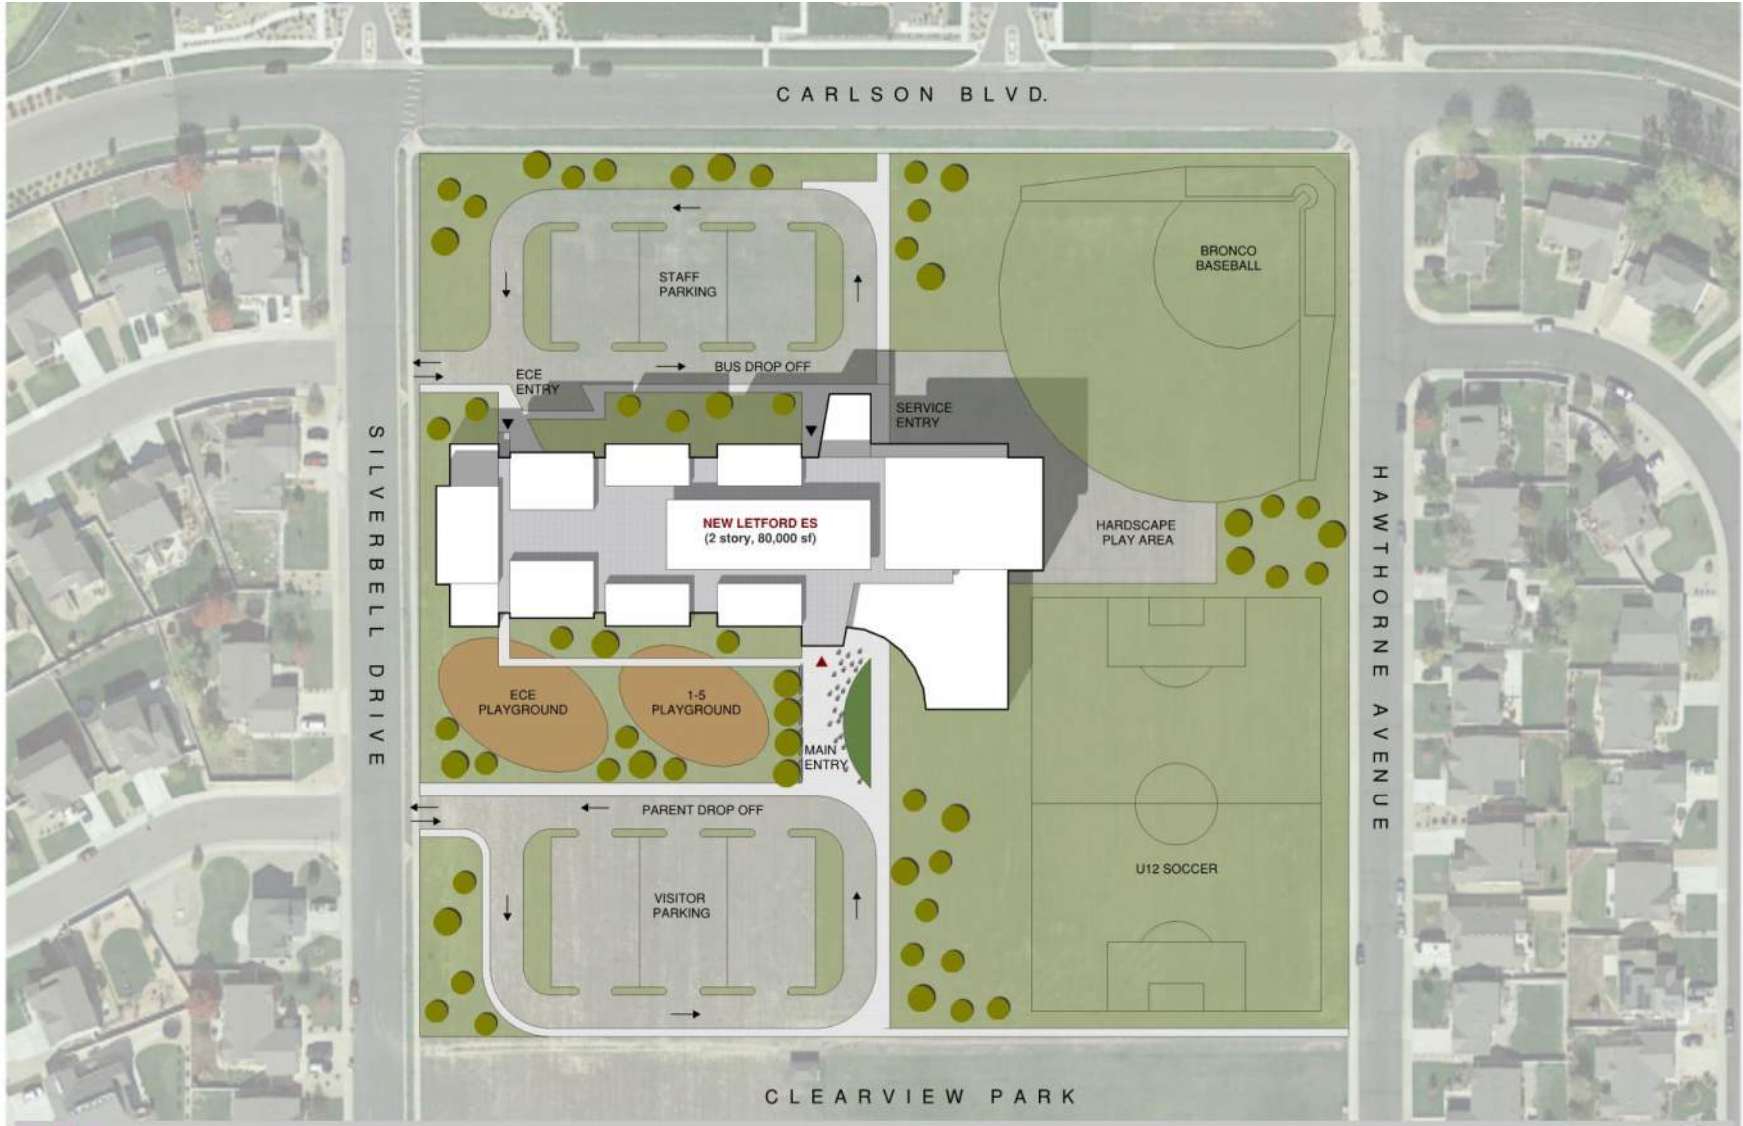 CARLSON BLVD.
BRONCO
BASEBALL
STAFF
PARKING
BUS DROP OFF
ECE
ENTRY
SERVICE
ENTRY
SILVERBELL DRIVE
HAWTHORNE AVENUE
NEW LETFORD ES
(2 story, 80,000 sf)
HARDSCAPE
PLAY AREA
ECE
PLAYGROUND
1-5
PLAYGROUND
MAIN
ENTRY
PARENT DROP OFF
U12 SOCCER
VISITOR
PARKING
CLEARVIEW PARK